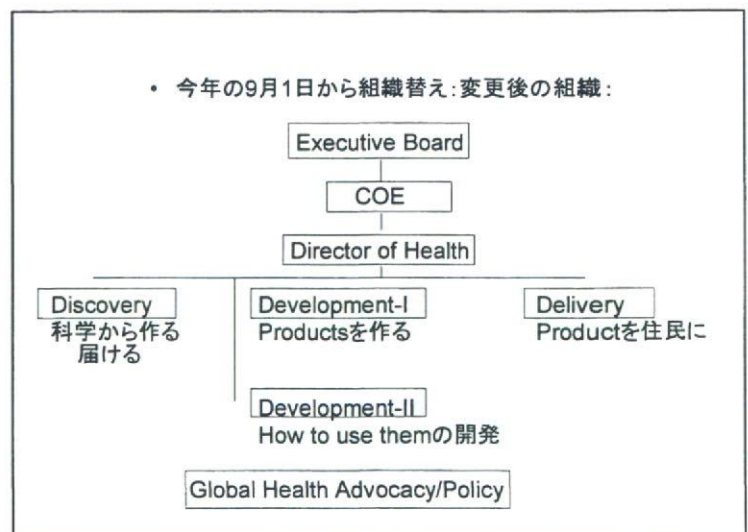 • 今年の9月1日から組織替え:変更後の組織:
Executive Board
COE
Director of Health
Discovery
科学から作る
届ける
Development-I
Productsを作る
Delivery
Productを住民に
Development-II
How to use themの開発
Global Health Advocacy/Policy